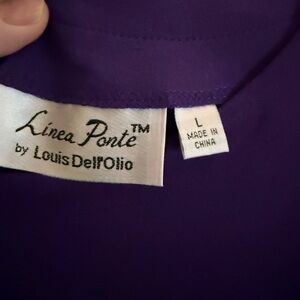 Linea Ponte™
by Louis Dell'Olio
L
MADE IN
CHINA